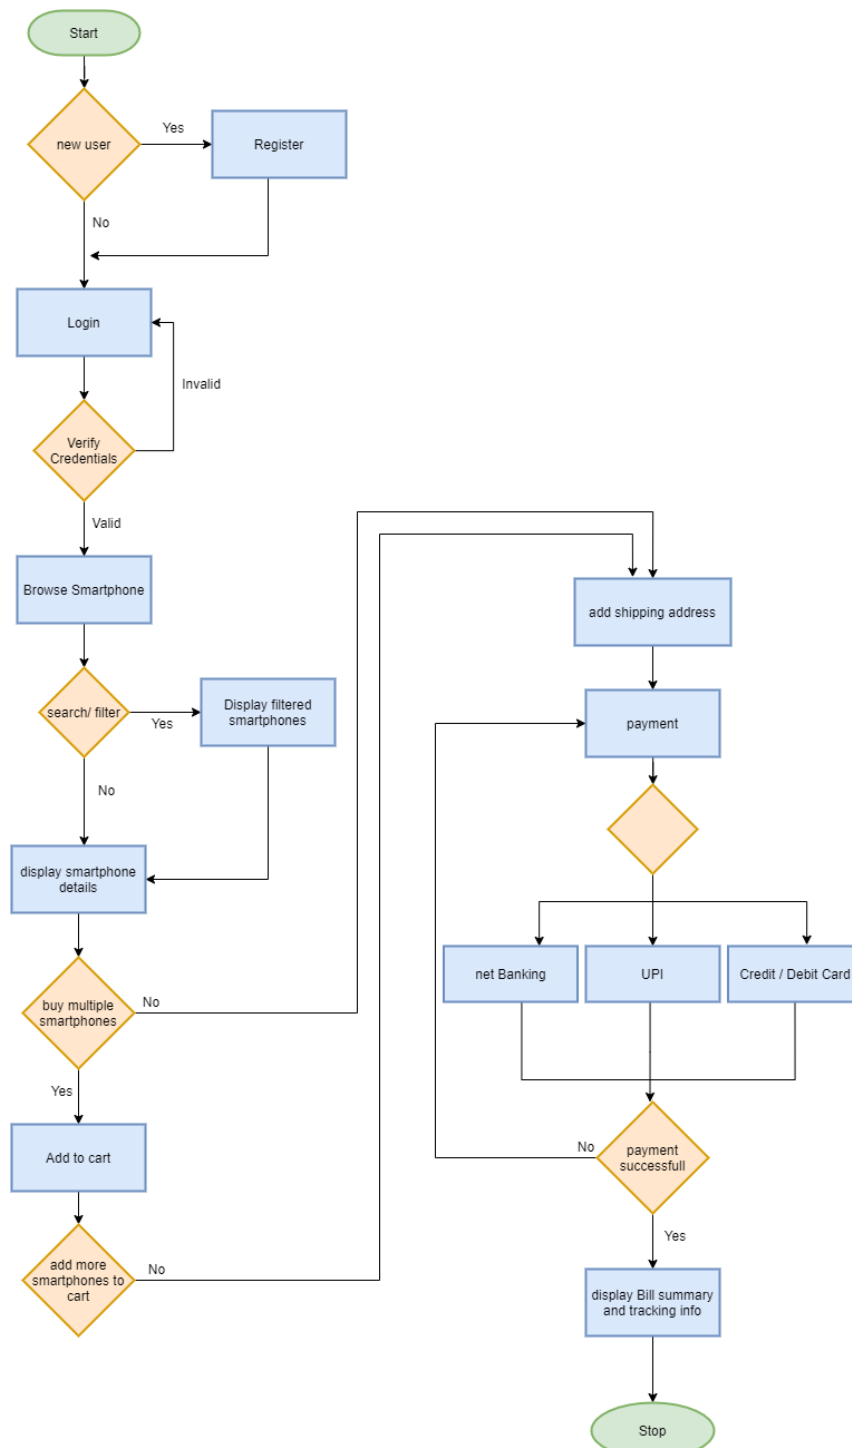 Start
new user
Yes
Register
No
Login
Invalid
Verify
Credentials
Valid
Browse Smartphone
search/ filter
Yes
Display filtered
smartphones
No
display smartphone
details
buy multiple
smartphones
No
Yes
Add to cart
add more
smartphones to
cart
No
add shipping address
payment
net Banking
UPI
Credit / Debit Card
payment
successfull
No
Yes
display Bill summary
and tracking info
Stop